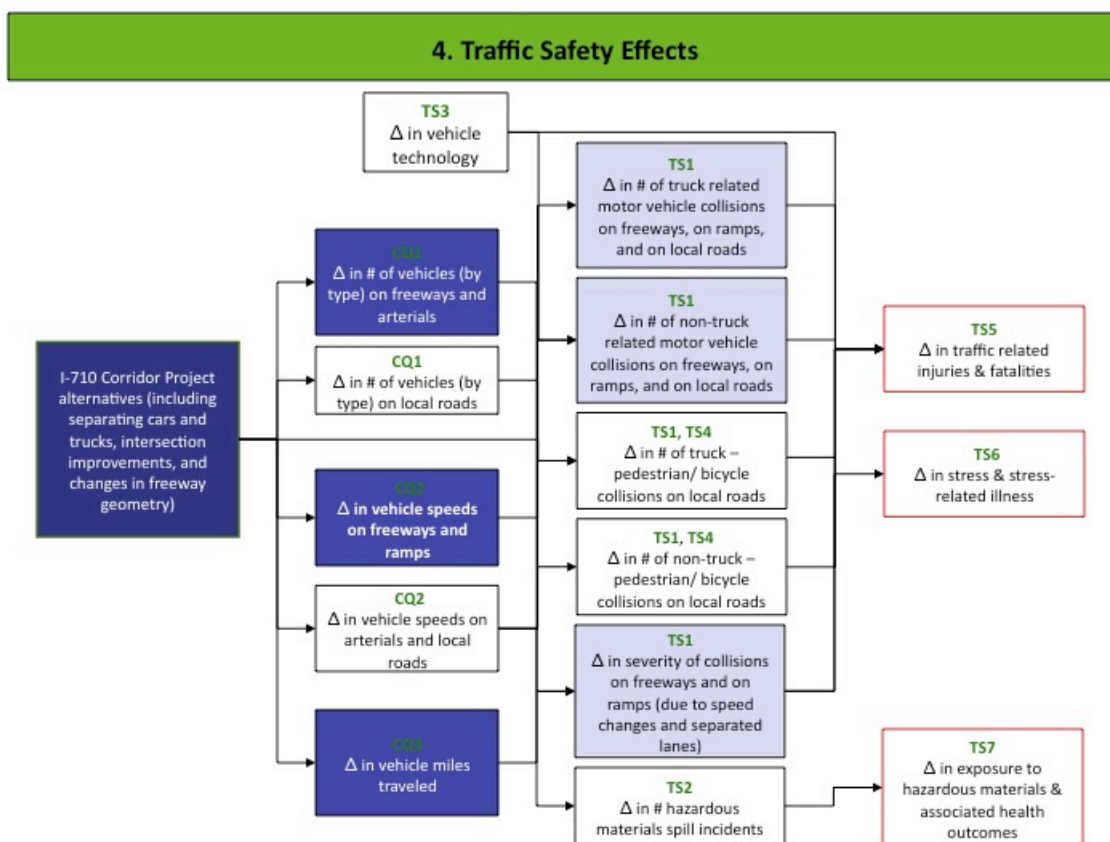 4. Traffic Safety Effects
TS3
Δ in vehicle
technology
TS1
Δ in # of truck related
motor vehicle collisions
on freeways, on ramps,
and on local roads
CQ1
Δ in # of vehicles (by
type) on freeways and
arterials
TS1
Δ in # of non-truck
related motor vehicle
collisions on freeways, on
ramps, and on local roads
TS5
Δ in traffic related
injuries & fatalities
I-710 Corridor Project
alternatives (including
separating cars and
trucks, intersection
improvements, and
changes in freeway
geometry)
CQ1
Δ in # of vehicles (by
type) on local roads
TS1, TS4
Δ in # of truck –
pedestrian/ bicycle
collisions on local roads
TS6
Δ in stress & stress-
related illness
CQ2
Δ in vehicle speeds
on freeways and
ramps
TS1, TS4
Δ in # of non-truck –
pedestrian/ bicycle
collisions on local roads
CQ2
Δ in vehicle speeds on
arterials and local
roads
TS1
Δ in severity of collisions
on freeways and on
ramps (due to speed
changes and separated
lanes)
CQ3
Δ in vehicle miles
traveled
TS2
Δ in # hazardous
materials spill incidents
TS7
Δ in exposure to
hazardous materials &
associated health
outcomes